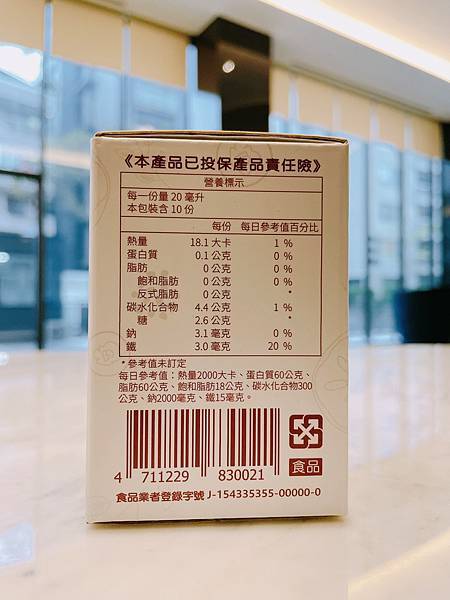 《本產品已投保產品責任險》
營養標示
每一份量 20 毫升
本包裝含 10 份
每份 每日參考值百分比
熱量 18.1 大卡 1 %
蛋白質 0.1 公克 0 %
脂肪 0 公克 0 %
飽和脂肪 0 公克 0 %
反式脂肪 0 公克 *
碳水化合物 4.4 公克 1 %
糖 2.6 公克 *
鈉 3.1 毫克 0 %
鐵 3.0 毫克 20 %
* 參考值未訂定
每日參考值：熱量2000大卡、蛋白質60公克、
脂肪60公克、飽和脂肪18公克、碳水化合物300
公克、鈉2000毫克、鐵15毫克。
4 711229 830021
食品
食品業者登錄字號 J-154335355-00000-0